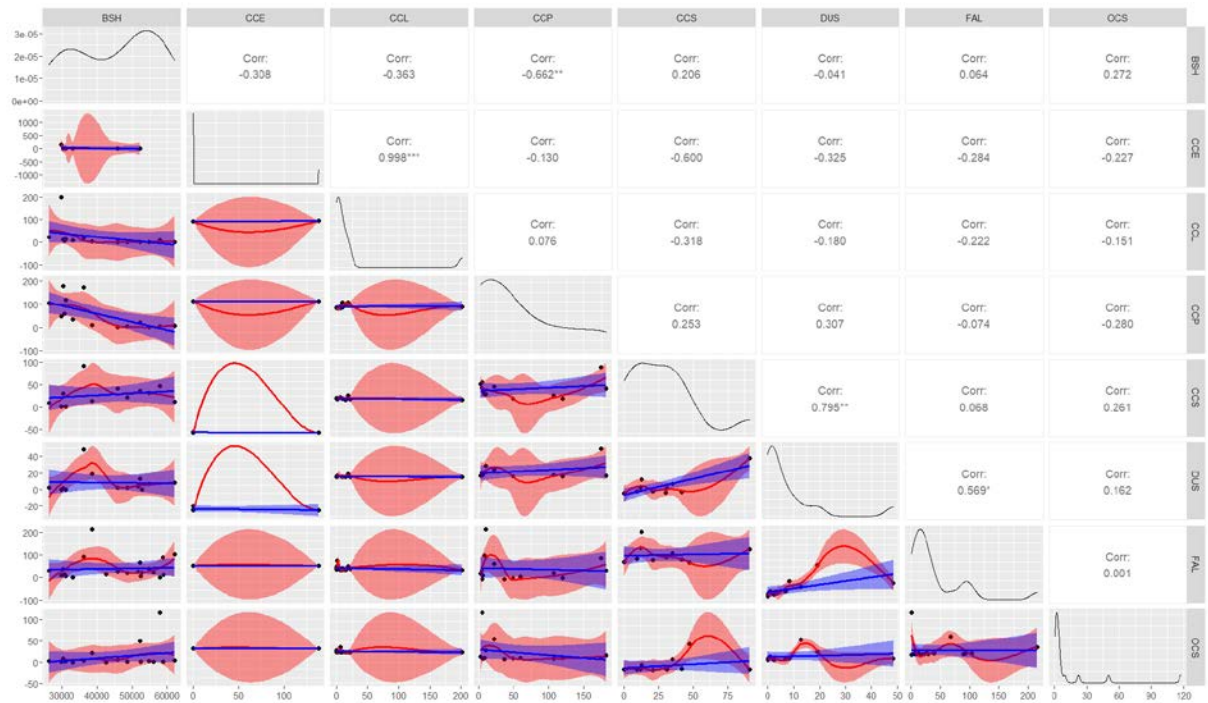 BSH CCE CCL CCP CCS DUS FAL OCS
3e-05
2e-05
1e-05
0e+00
Corr: Corr: Corr: Corr: Corr: Corr: Corr:
-0.308 -0.363 -0.662** 0.206 -0.041 0.064 0.272
BSH
1000
500
0
-500
-1000
Corr: Corr: Corr: Corr: Corr: Corr:
0.998*** -0.130 -0.600 -0.325 -0.284 -0.227
CCE
200
100
0
-100
Corr: Corr: Corr: Corr: Corr:
0.076 -0.318 -0.180 -0.222 -0.151
CCL
200
100
0
-100
Corr: Corr: Corr: Corr:
0.253 0.307 -0.074 -0.280
CCP
100
50
0
-50
Corr: Corr: Corr:
0.795** 0.068 0.261
CCS
40
20
0
-20
Corr: Corr:
0.569* 0.162
DUS
200
100
0
-100
Corr:
0.001
FAL
100
50
0
-50
OCS
30000 40000 50000 60000 0 50 100 0 50 100 150 200 0 50 100 150 0 25 50 75 0 10 20 30 40 50 0 50 100 150 200 0 30 60 90 120